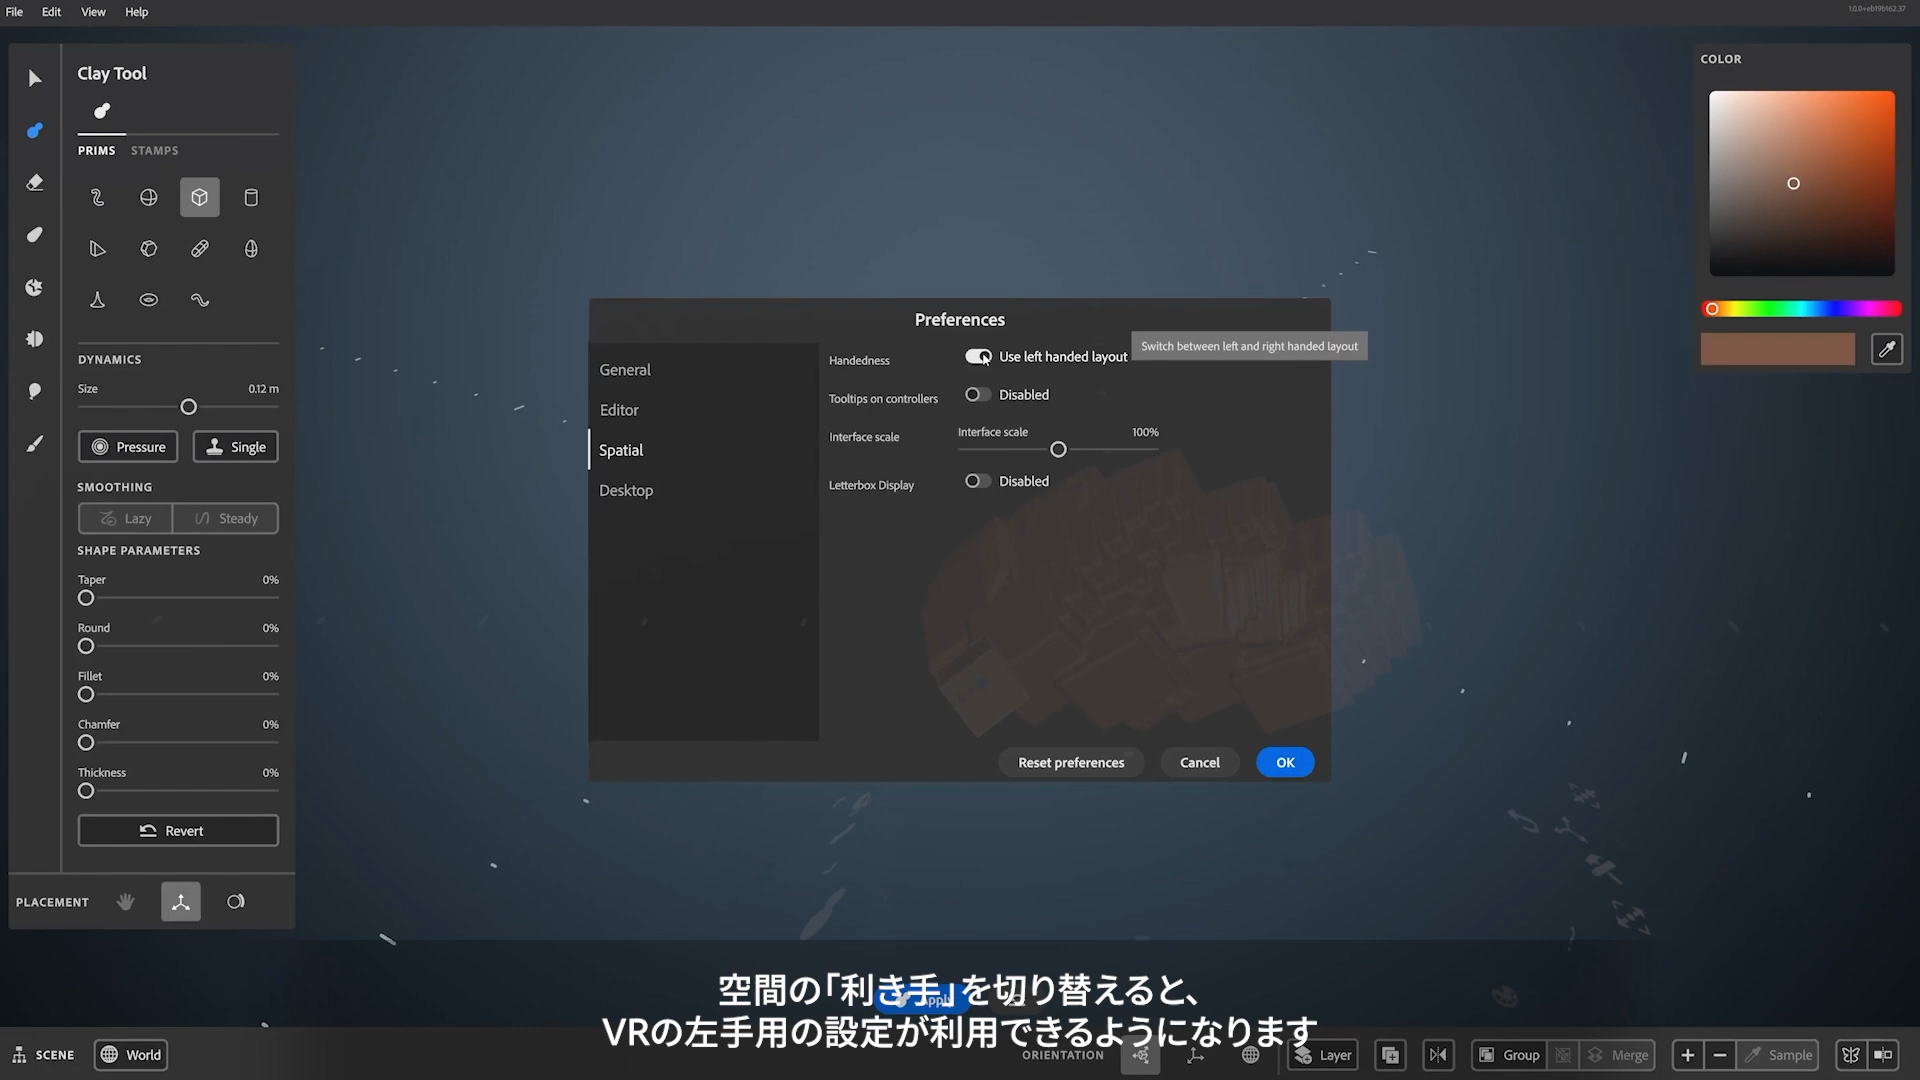 File Edit View Help
Clay Tool
PRIMS STAMPS
DYNAMICS
Size 0.12 m
Pressure Single
SMOOTHING
Lazy Steady
SHAPE PARAMETERS
Taper 0%
Round 0%
Fillet 0%
Chamfer 0%
Thickness 0%
Revert
PLACEMENT
COLOR
Preferences
General
Editor
Spatial
Desktop
Handedness Use left handed layout
Switch between left and right handed layout
Tooltips on controllers Disabled
Interface scale Interface scale 100%
Letterbox Display Disabled
Reset preferences Cancel OK
空間の「利き手」を切り替えると、
VRの左手用の設定が利用できるようになります
SCENE World ORIENTATION Layer Group Merge Sample